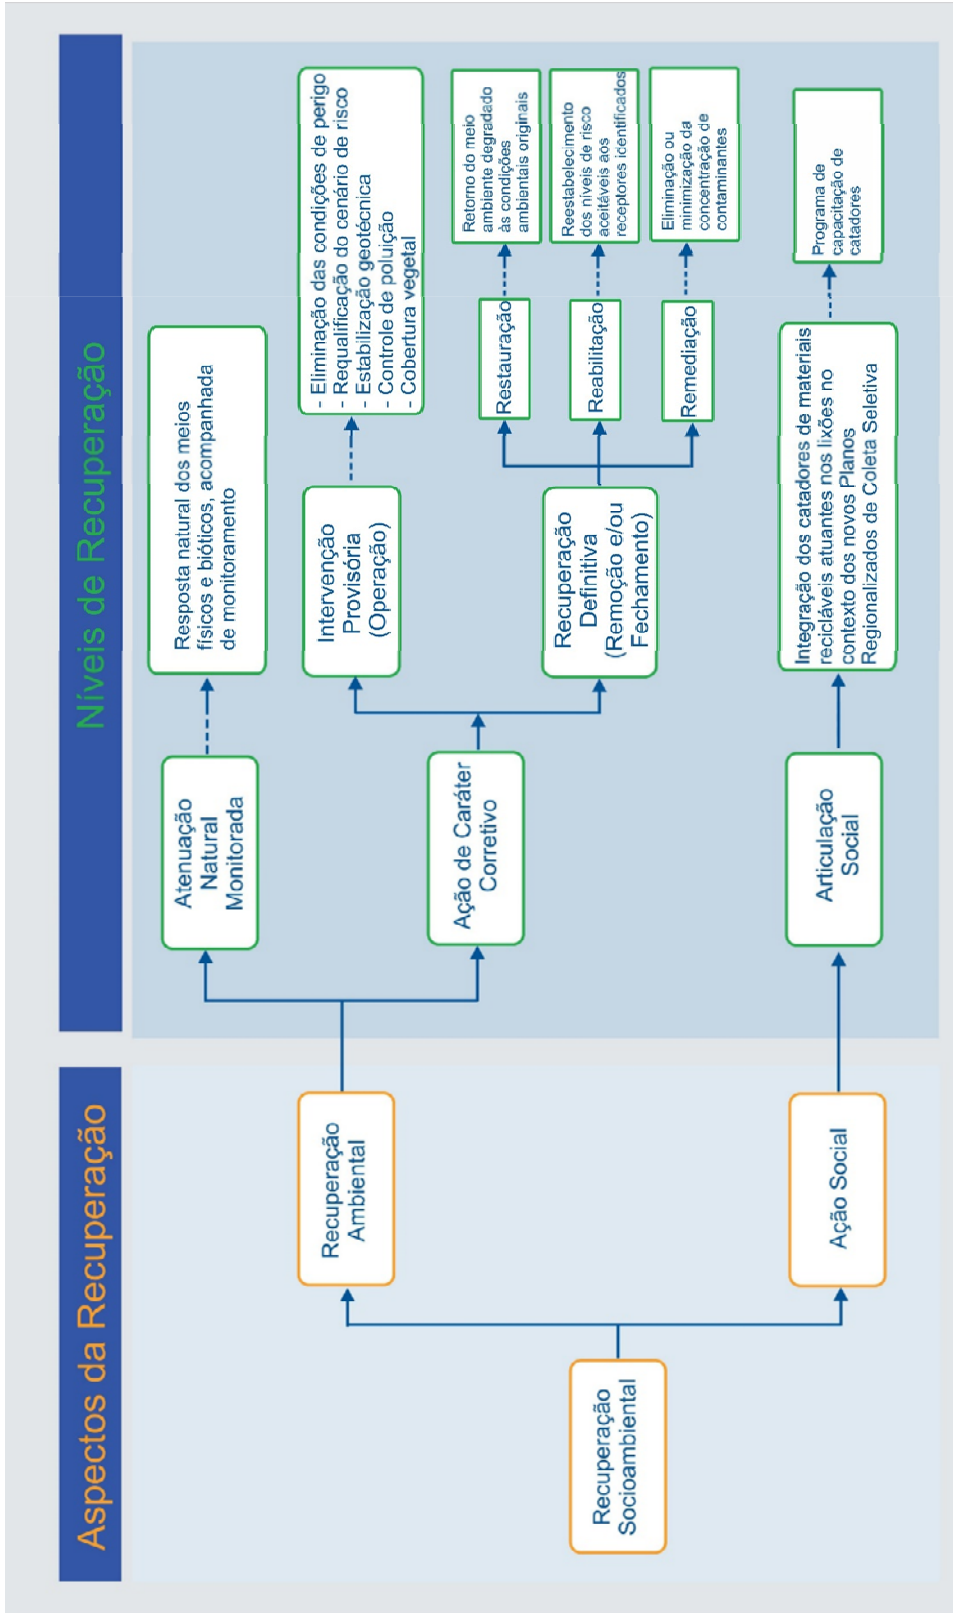 Aspectos da Recuperação
Níveis de Recuperação
Recuperação
Socioambiental
Recuperação
Ambiental
Ação Social
Atenuação
Natural
Monitorada
Resposta natural dos meios
físicos e bióticos, acompanhada
de monitoramento
Ação de Caráter
Corretivo
Intervenção
Provisória
(Operação)
- Eliminação das condições de perigo
- Requalificação do cenário de risco
- Estabilização geotécnica
- Controle de poluição
- Cobertura vegetal
Recuperação
Definitiva
(Remoção e/ou
Fechamento)
Restauração
Retorno do meio
ambiente degradado
às condições
ambientais originais
Reabilitação
Reestabelecimento
dos níveis de risco
aceitáveis aós
receptores identificados
Remediação
Eliminação ou
minimização da
concentração de
contaminantes
Articulação
Social
Integração dos catadores de materiais
recicláveis atuantes nos lixões no
contexto dos novos Planos
Regionalizados de Coleta Seletiva
Programa de
capacitação de
catadores